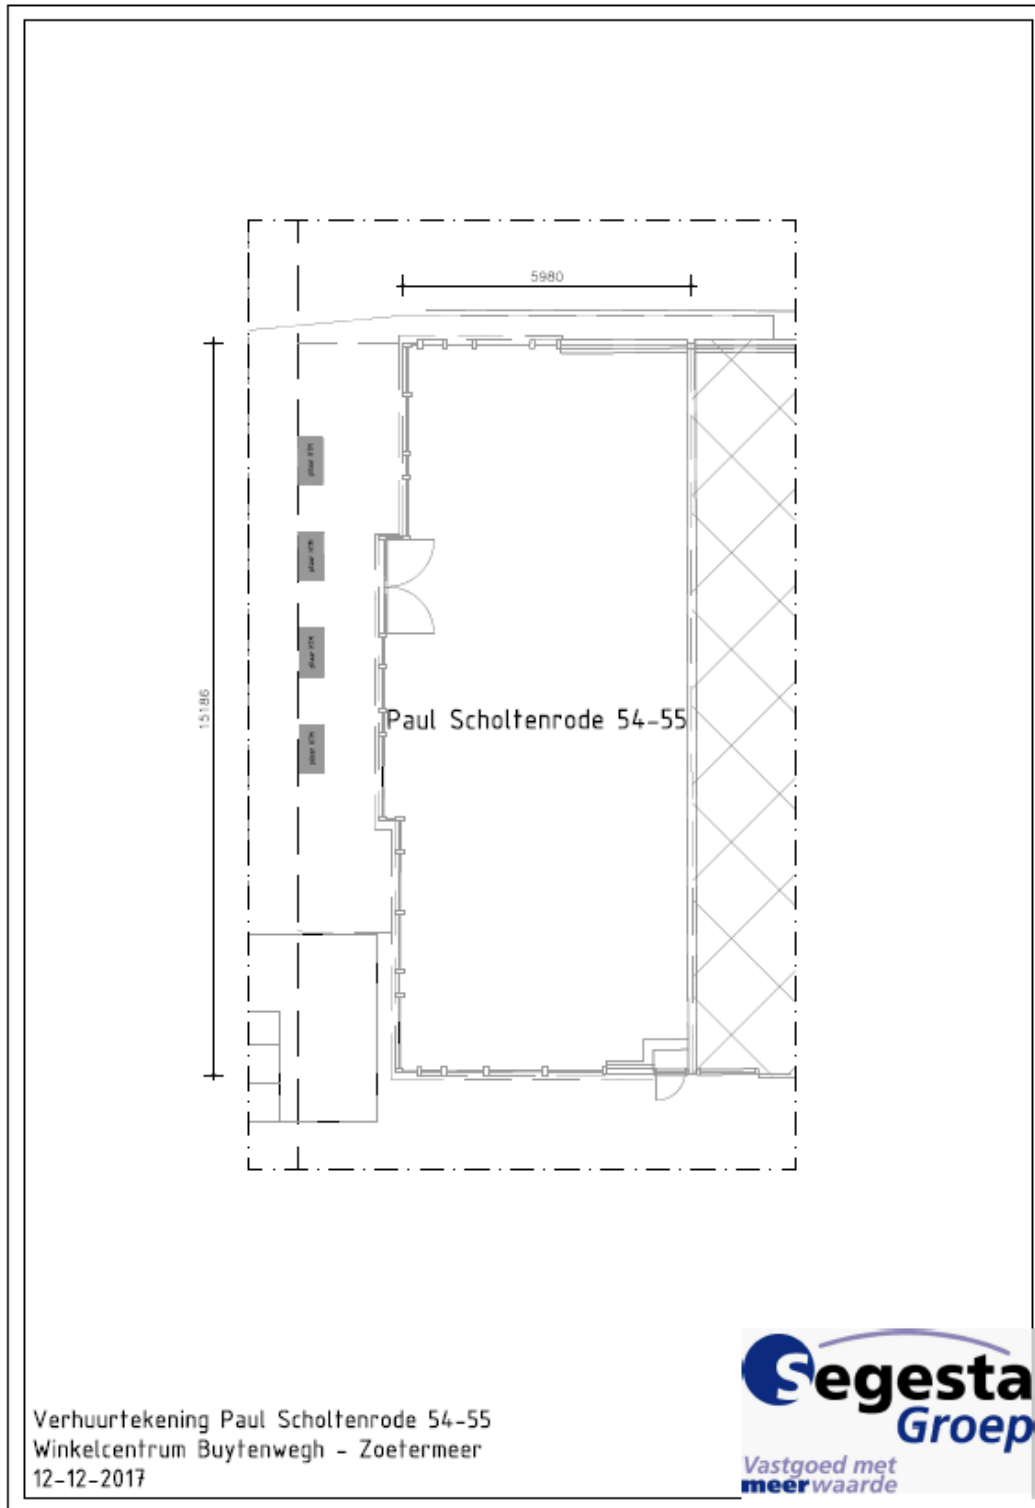 5980
15186
Paul Scholtenrode 54-55
Verhuurtekening Paul Scholtenrode 54-55
Winkelcentrum Buytenwegh - Zoetermeer
12-12-2017
Segesta
Groep
Vastgoed met
meerwaarde